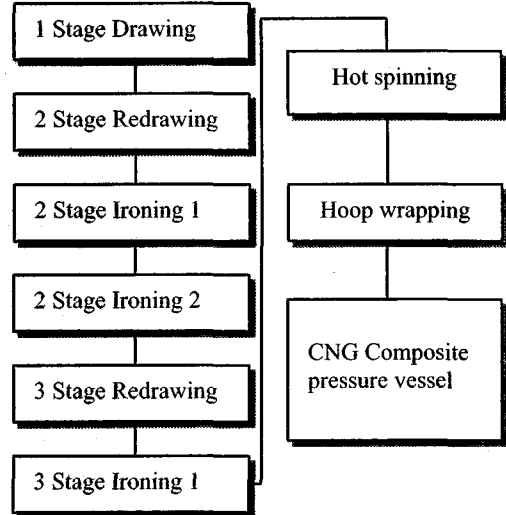 1 Stage Drawing
2 Stage Redrawing
2 Stage Ironing 1
2 Stage Ironing 2
3 Stage Redrawing
3 Stage Ironing 1
Hot spinning
Hoop wrapping
CNG Composite
pressure vessel